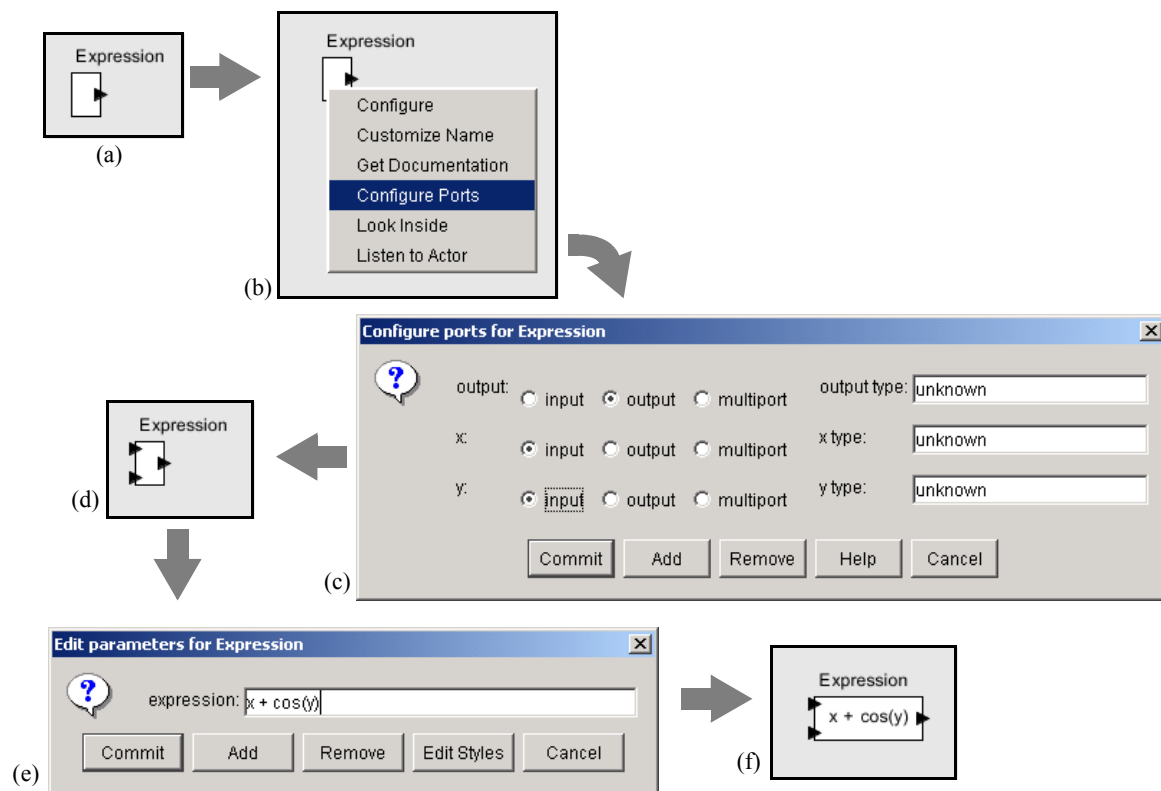 Expression
(a)
Expression
Configure
Customize Name
Get Documentation
Configure Ports
Look Inside
Listen to Actor
(b)
Configure ports for Expression
output: input output multiport output type: unknown
x: input output multiport x type: unknown
y: input output multiport y type: unknown
Commit Add Remove Help Cancel
(c)
Expression
(d)
Edit parameters for Expression
expression: x + cos(y)
Commit Add Remove Edit Styles Cancel
(e)
Expression
x + cos(y)
(f)